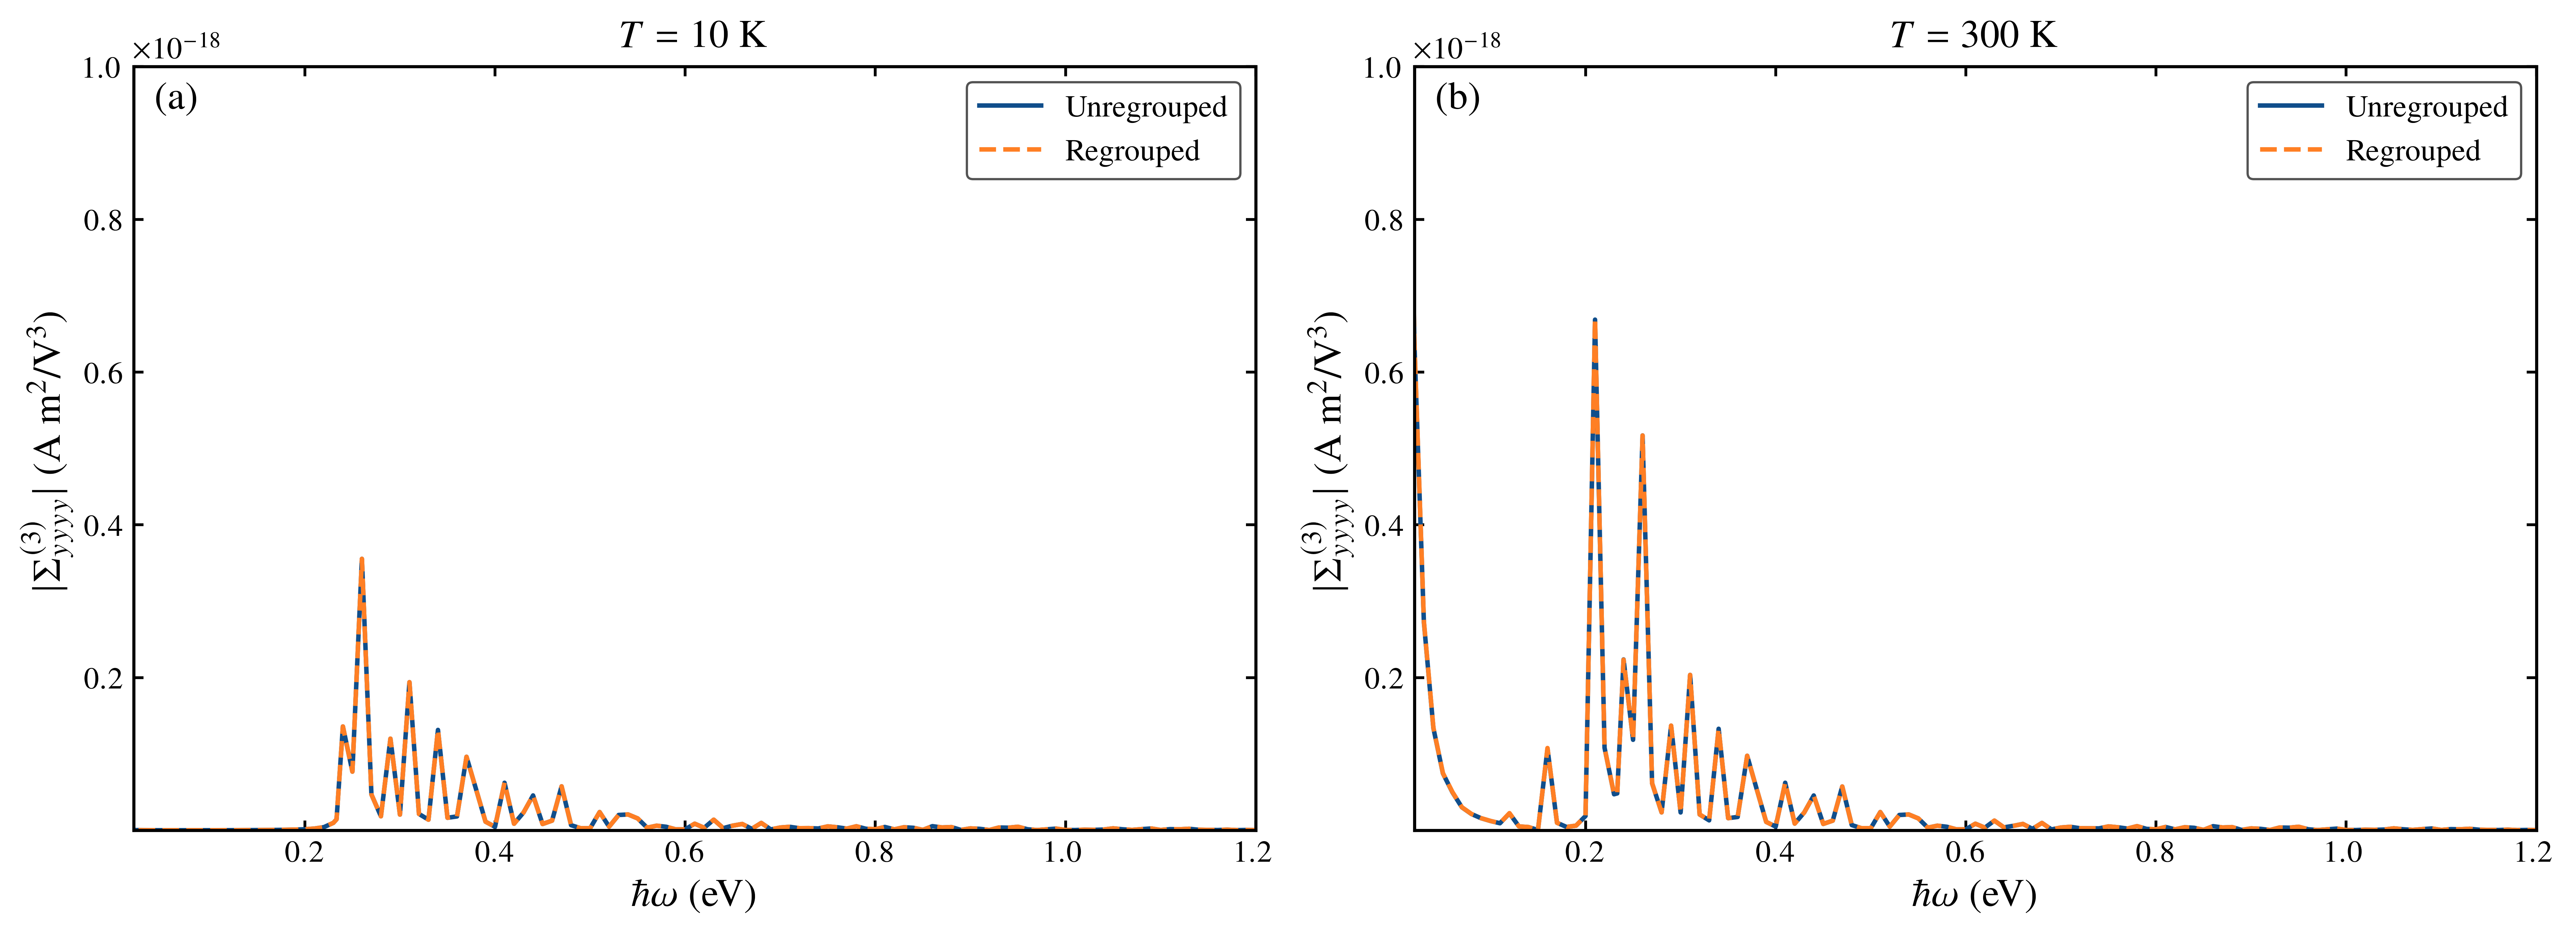 T = 10 K
×10⁻¹⁸
(a)
Unregrouped
Regrouped
1.0
0.8
0.6
0.4
0.2
|Σ⁽³⁾yyyy| (A m²/V³)
0.2 0.4 0.6 0.8 1.0 1.2
ħω (eV)
T = 300 K
×10⁻¹⁸
(b)
Unregrouped
Regrouped
1.0
0.8
0.6
0.4
0.2
|Σ⁽³⁾yyyy| (A m²/V³)
0.2 0.4 0.6 0.8 1.0 1.2
ħω (eV)